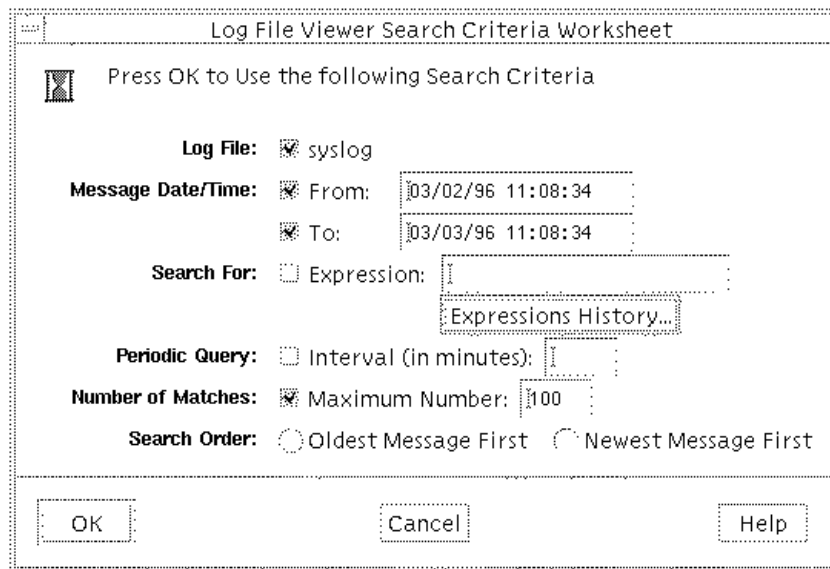 Log File Viewer Search Criteria Worksheet
Press OK to Use the following Search Criteria
Log File: syslog
Message Date/Time: From: 03/02/96 11:08:34
To: 03/03/96 11:08:34
Search For: Expression:
Expressions History...
Periodic Query: Interval (in minutes):
Number of Matches: Maximum Number: 100
Search Order: Oldest Message First Newest Message First
OK Cancel Help